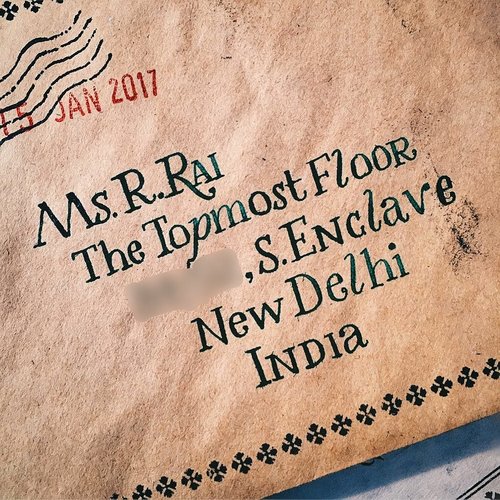 15 JAN 2017
Ms. R. Rai
The Topmost Floor
, S. Enclave
New Delhi
India